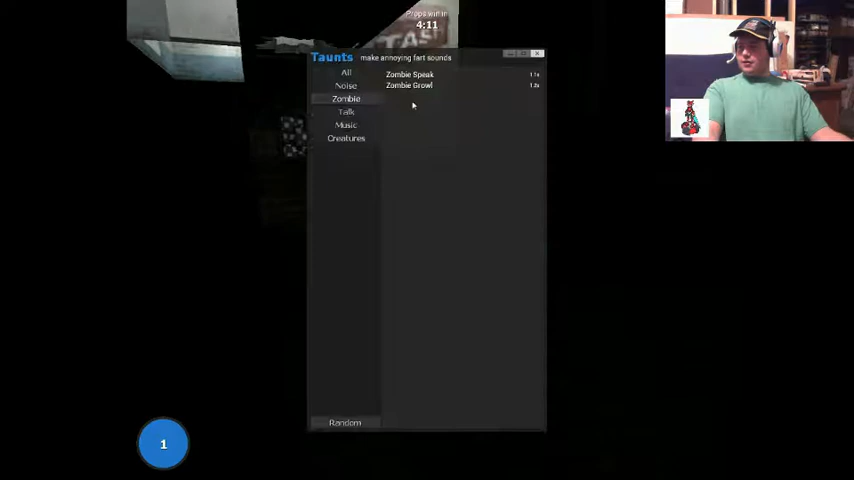 Props win in
4:11
Taunts make annoying fart sounds
All
Noise
Zombie
Talk
Music
Creatures
Zombie Speak
Zombie Growl
Random
1